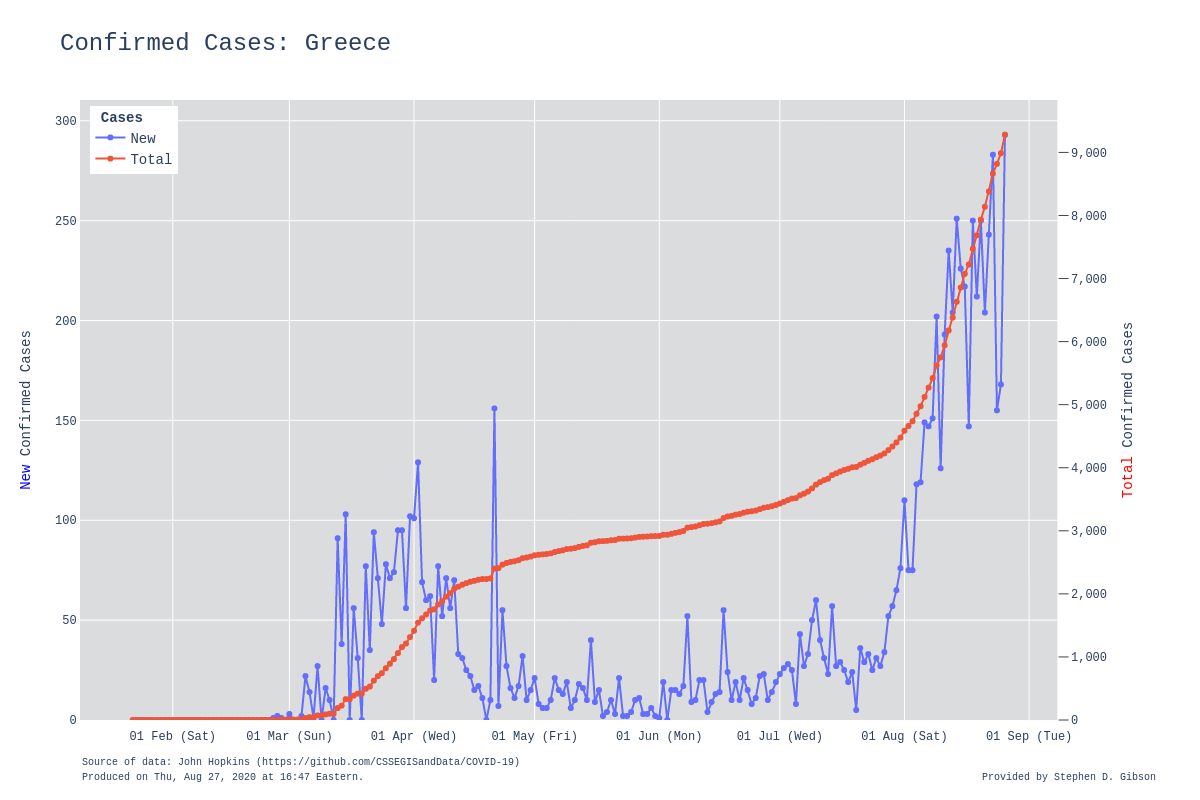 Confirmed Cases: Greece
Cases
New
Total
300
250
200
150
100
50
0
9,000
8,000
7,000
6,000
5,000
4,000
3,000
2,000
1,000
0
New Confirmed Cases
Total Confirmed Cases
01 Feb (Sat) 01 Mar (Sun) 01 Apr (Wed) 01 May (Fri) 01 Jun (Mon) 01 Jul (Wed) 01 Aug (Sat) 01 Sep (Tue)
Source of data: John Hopkins (https://github.com/CSSEGISandData/COVID-19)
Produced on Thu, Aug 27, 2020 at 16:47 Eastern.
Provided by Stephen D. Gibson